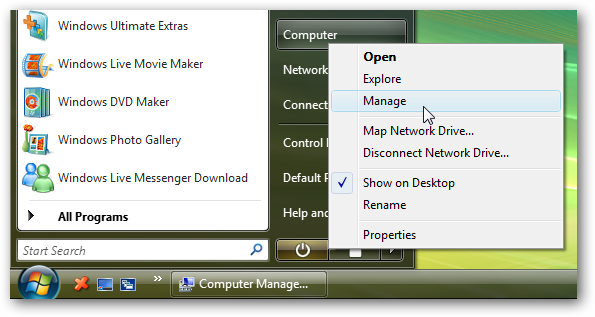 Windows Ultimate Extras
Windows Live Movie Maker
Windows DVD Maker
Windows Photo Gallery
Windows Live Messenger Download
All Programs
Start Search
Computer
Network
Connec
Control
Default P
Help and
Open
Explore
Manage
Map Network Drive...
Disconnect Network Drive...
Show on Desktop
Rename
Properties
Computer Manage...